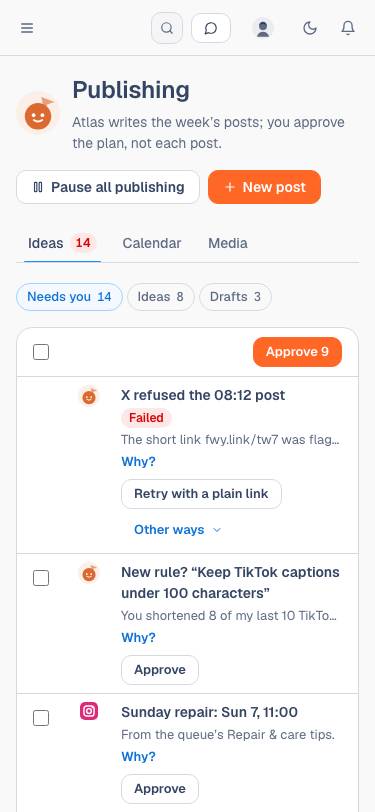 Publishing
Atlas writes the week's posts; you approve
the plan, not each post.
Pause all publishing
New post
Ideas 14
Calendar
Media
Needs you 14
Ideas 8
Drafts 3
Approve 9
X refused the 08:12 post
Failed
The short link fwy.link/tw7 was flag…
Why?
Retry with a plain link
Other ways
New rule? “Keep TikTok captions
under 100 characters”
You shortened 8 of my last 10 TikTo…
Why?
Approve
Sunday repair: Sun 7, 11:00
From the queue's Repair & care tips.
Why?
Approve